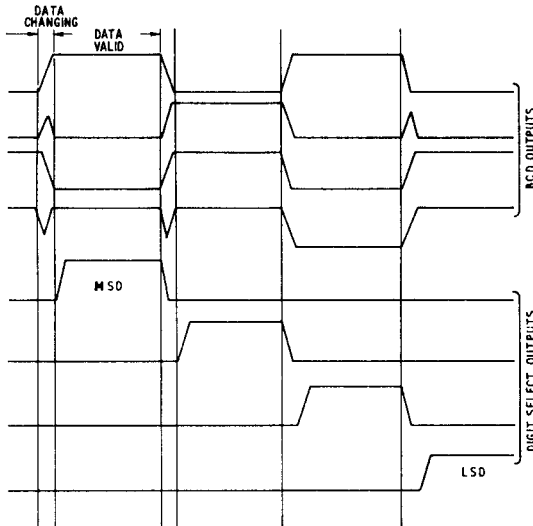 DATA
CHANGING
DATA
VALID
BCD OUTPUTS
MSD
DIGIT SELECT OUTPUTS
LSD